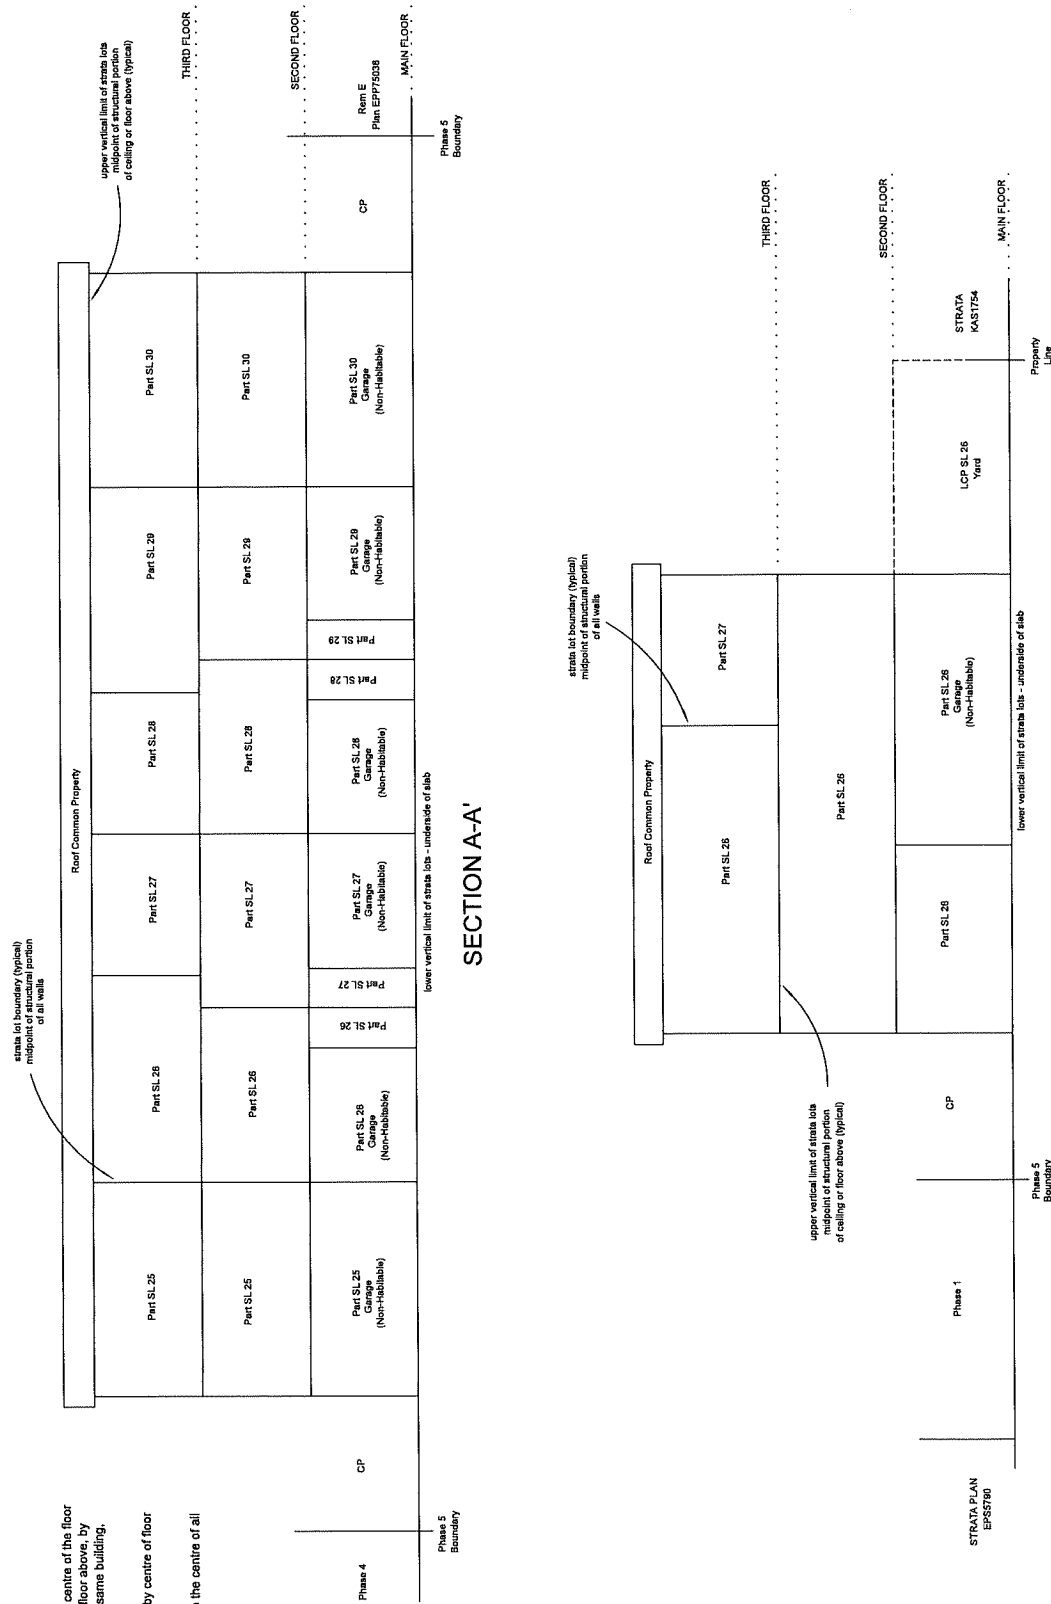 centre of the floor
floor above, by
same building,
by centre of floor
the centre of all
strata lot boundary (typical)
midpoint of structural portion
of all walls
upper vertical limit of strata lots
midpoint of structural portion
of ceiling or floor above (typical)
Roof Common Property
Part SL 25
Part SL 26
Part SL 27
Part SL 28
Part SL 29
Part SL 30
THIRD FLOOR
Part SL 25
Part SL 26
Part SL 27
Part SL 28
Part SL 29
Part SL 30
SECOND FLOOR
Phase 4
CP
Part SL 25
Garage
(Non-Habitable)
Part SL 26
Garage
(Non-Habitable)
Part SL 26
Part SL 27
Part SL 27
Garage
(Non-Habitable)
Part SL 28
Garage
(Non-Habitable)
Part SL 28
Part SL 29
Part SL 29
Garage
(Non-Habitable)
Part SL 30
Garage
(Non-Habitable)
CP
Rem E
Plan EPP75036
MAIN FLOOR
Phase 5
Boundary
lower vertical limit of strata lots - underside of slab
Phase 5
Boundary
SECTION A-A'
strata lot boundary (typical)
midpoint of structural portion
of all walls
Roof Common Property
Part SL 26
Part SL 27
THIRD FLOOR
upper vertical limit of strata lots
midpoint of structural portion
of ceiling or floor above (typical)
Part SL 26
SECOND FLOOR
STRATA PLAN
EPS5790
Phase 1
CP
Part SL 26
Part SL 26
Garage
(Non-Habitable)
LCP SL 26
Yard
STRATA
KAS1754
MAIN FLOOR
Phase 5
Boundary
lower vertical limit of strata lots - underside of slab
Property
Line